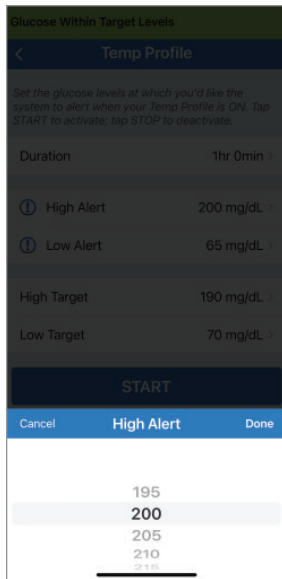 Glucose Within Target Levels
Temp Profile
Set the glucose levels at which you'd like the
system to alert when your Temp Profile is ON. Tap
START to activate; tap STOP to deactivate.
Duration 1hr 0min
High Alert 200 mg/dL
Low Alert 65 mg/dL
High Target 190 mg/dL
Low Target 70 mg/dL
START
Cancel High Alert Done
195
200
205
210
215